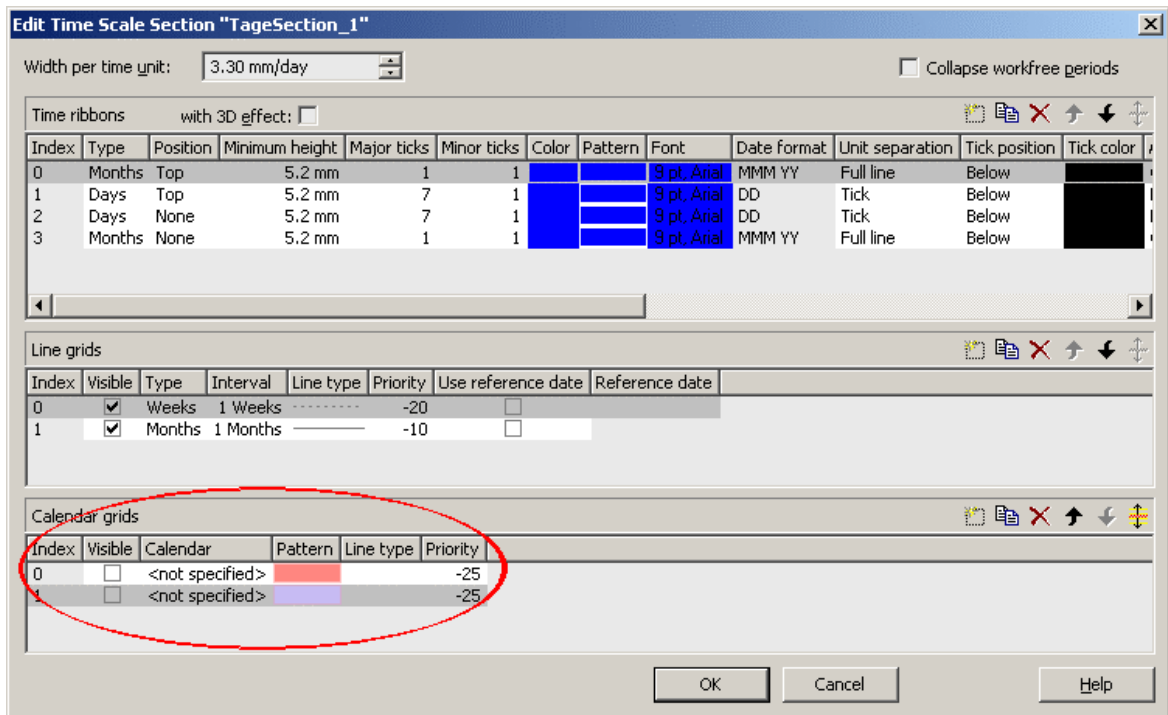 Edit Time Scale Section "TageSection_1"
Width per time unit: 3.30 mm/day Collapse workfree periods
Time ribbons with 3D effect:
Index Type Position Minimum height Major ticks Minor ticks Color Pattern Font Date format Unit separation Tick position Tick color
0 Months Top 5.2 mm 1 1 9 pt, Arial MMM YY Full line Below
1 Days Top 5.2 mm 7 1 9 pt, Arial DD Tick Below
2 Days None 5.2 mm 7 1 9 pt, Arial DD Tick Below
3 Months None 5.2 mm 1 1 9 pt, Arial MMM YY Full line Below
Line grids
Index Visible Type Interval Line type Priority Use reference date Reference date
0 Weeks 1 Weeks -20
1 Months 1 Months -10
Calendar grids
Index Visible Calendar Pattern Line type Priority
0 <not specified> -25
1 <not specified> -25
OK Cancel Help